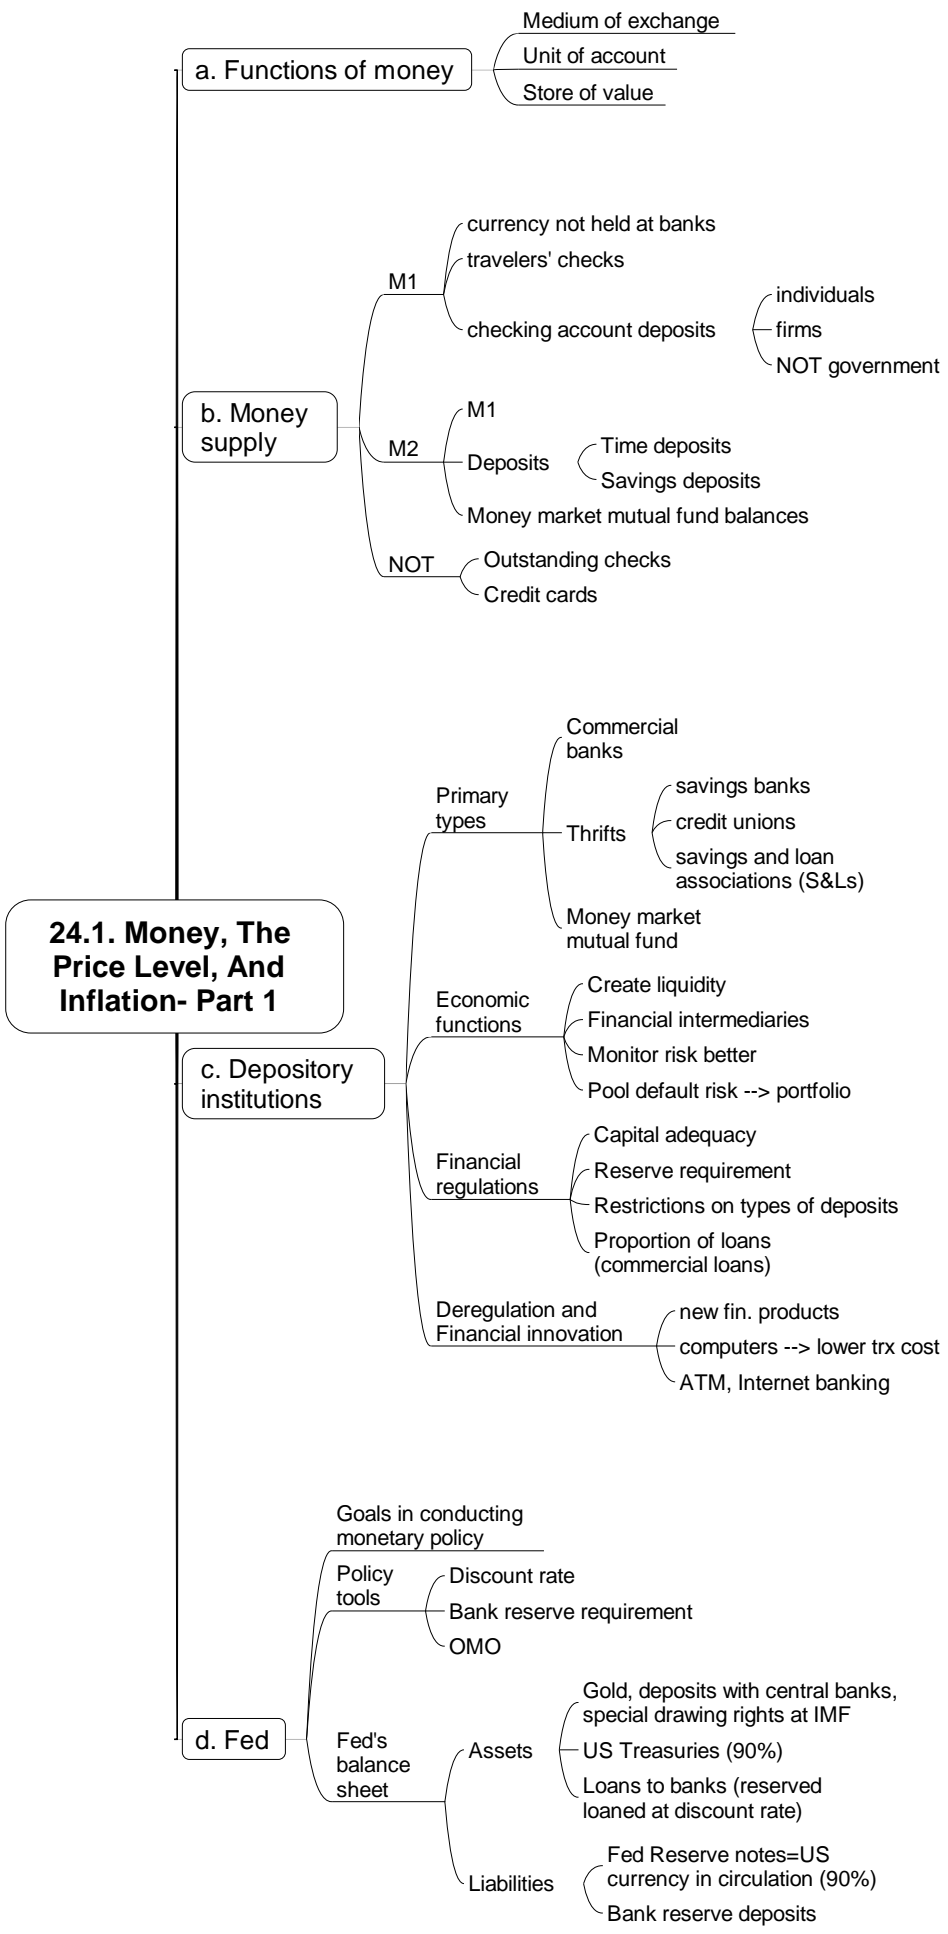 Medium of exchange
a. Functions of money
Unit of account
Store of value
currency not held at banks
travelers' checks
M1
checking account deposits
individuals
firms
NOT government
b. Money
supply
M1
M2
Deposits
Time deposits
Savings deposits
Money market mutual fund balances
NOT
Outstanding checks
Credit cards
24.1. Money, The
Price Level, And
Inflation- Part 1
c. Depository
institutions
Primary
types
Commercial
banks
Thrifts
savings banks
credit unions
savings and loan
associations (S&Ls)
Money market
mutual fund
Economic
functions
Create liquidity
Financial intermediaries
Monitor risk better
Pool default risk --> portfolio
Financial
regulations
Capital adequacy
Reserve requirement
Restrictions on types of deposits
Proportion of loans
(commercial loans)
Deregulation and
Financial innovation
new fin. products
computers --> lower trx cost
ATM, Internet banking
d. Fed
Goals in conducting
monetary policy
Policy
tools
Discount rate
Bank reserve requirement
OMO
Fed's
balance
sheet
Assets
Gold, deposits with central banks,
special drawing rights at IMF
US Treasuries (90%)
Loans to banks (reserved
loaned at discount rate)
Liabilities
Fed Reserve notes=US
currency in circulation (90%)
Bank reserve deposits